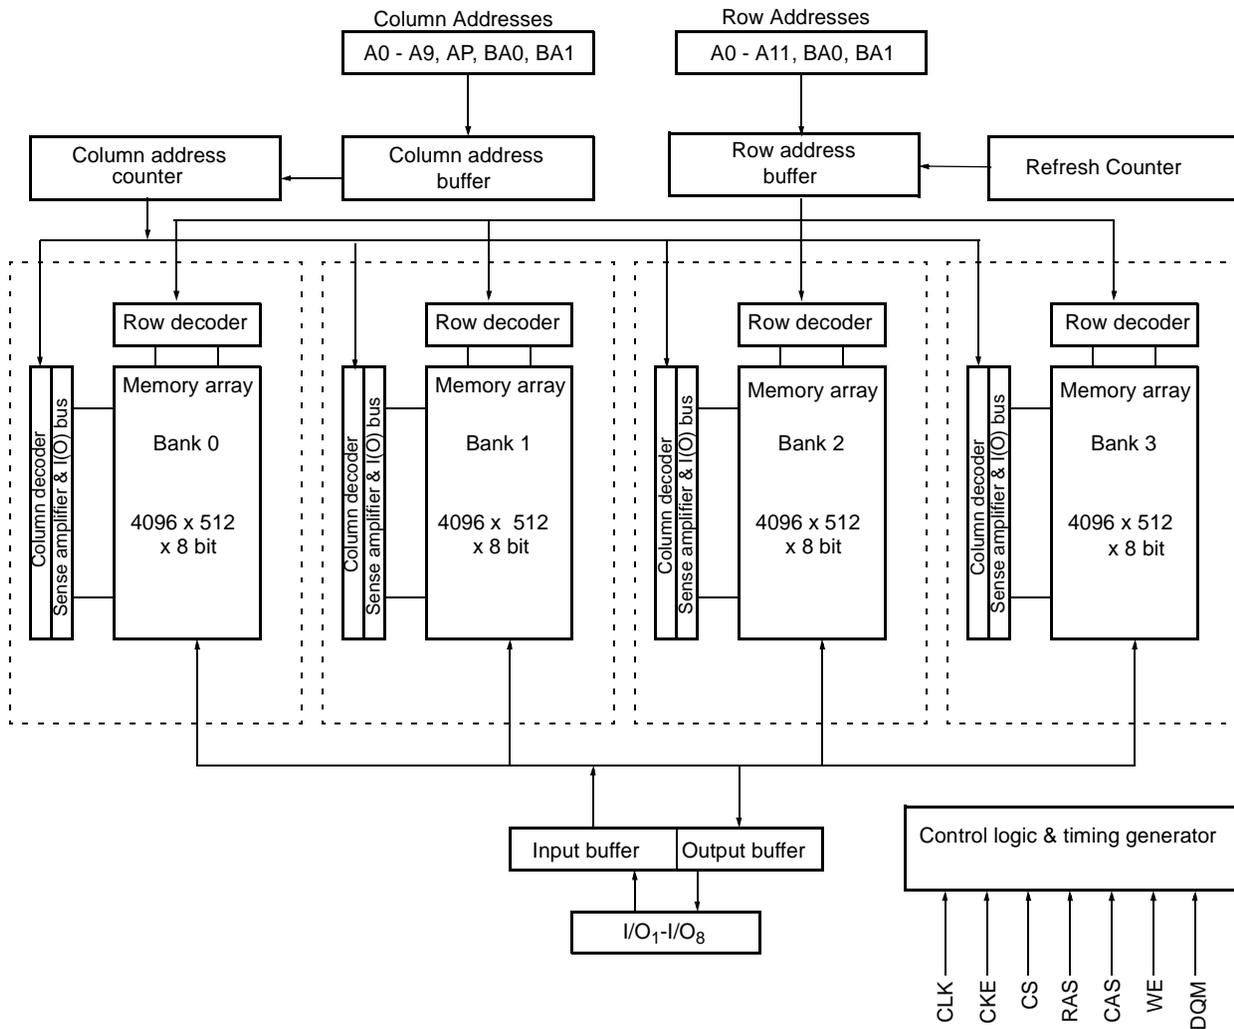 Column Addresses
Row Addresses
A0 - A9, AP, BA0, BA1
A0 - A11, BA0, BA1
Column address
counter
Column address
buffer
Row address
buffer
Refresh Counter
Row decoder
Row decoder
Row decoder
Row decoder
Column decoder
Sense amplifier & I(O) bus
Memory array
Bank 0
4096 x 512
x 8 bit
Column decoder
Sense amplifier & I(O) bus
Memory array
Bank 1
4096 x 512
x 8 bit
Column decoder
Sense amplifier & I(O) bus
Memory array
Bank 2
4096 x 512
x 8 bit
Column decoder
Sense amplifier & I(O) bus
Memory array
Bank 3
4096 x 512
x 8 bit
Input buffer
Output buffer
I/O1-I/O8
Control logic & timing generator
CLK
CKE
CS
RAS
CAS
WE
DQM